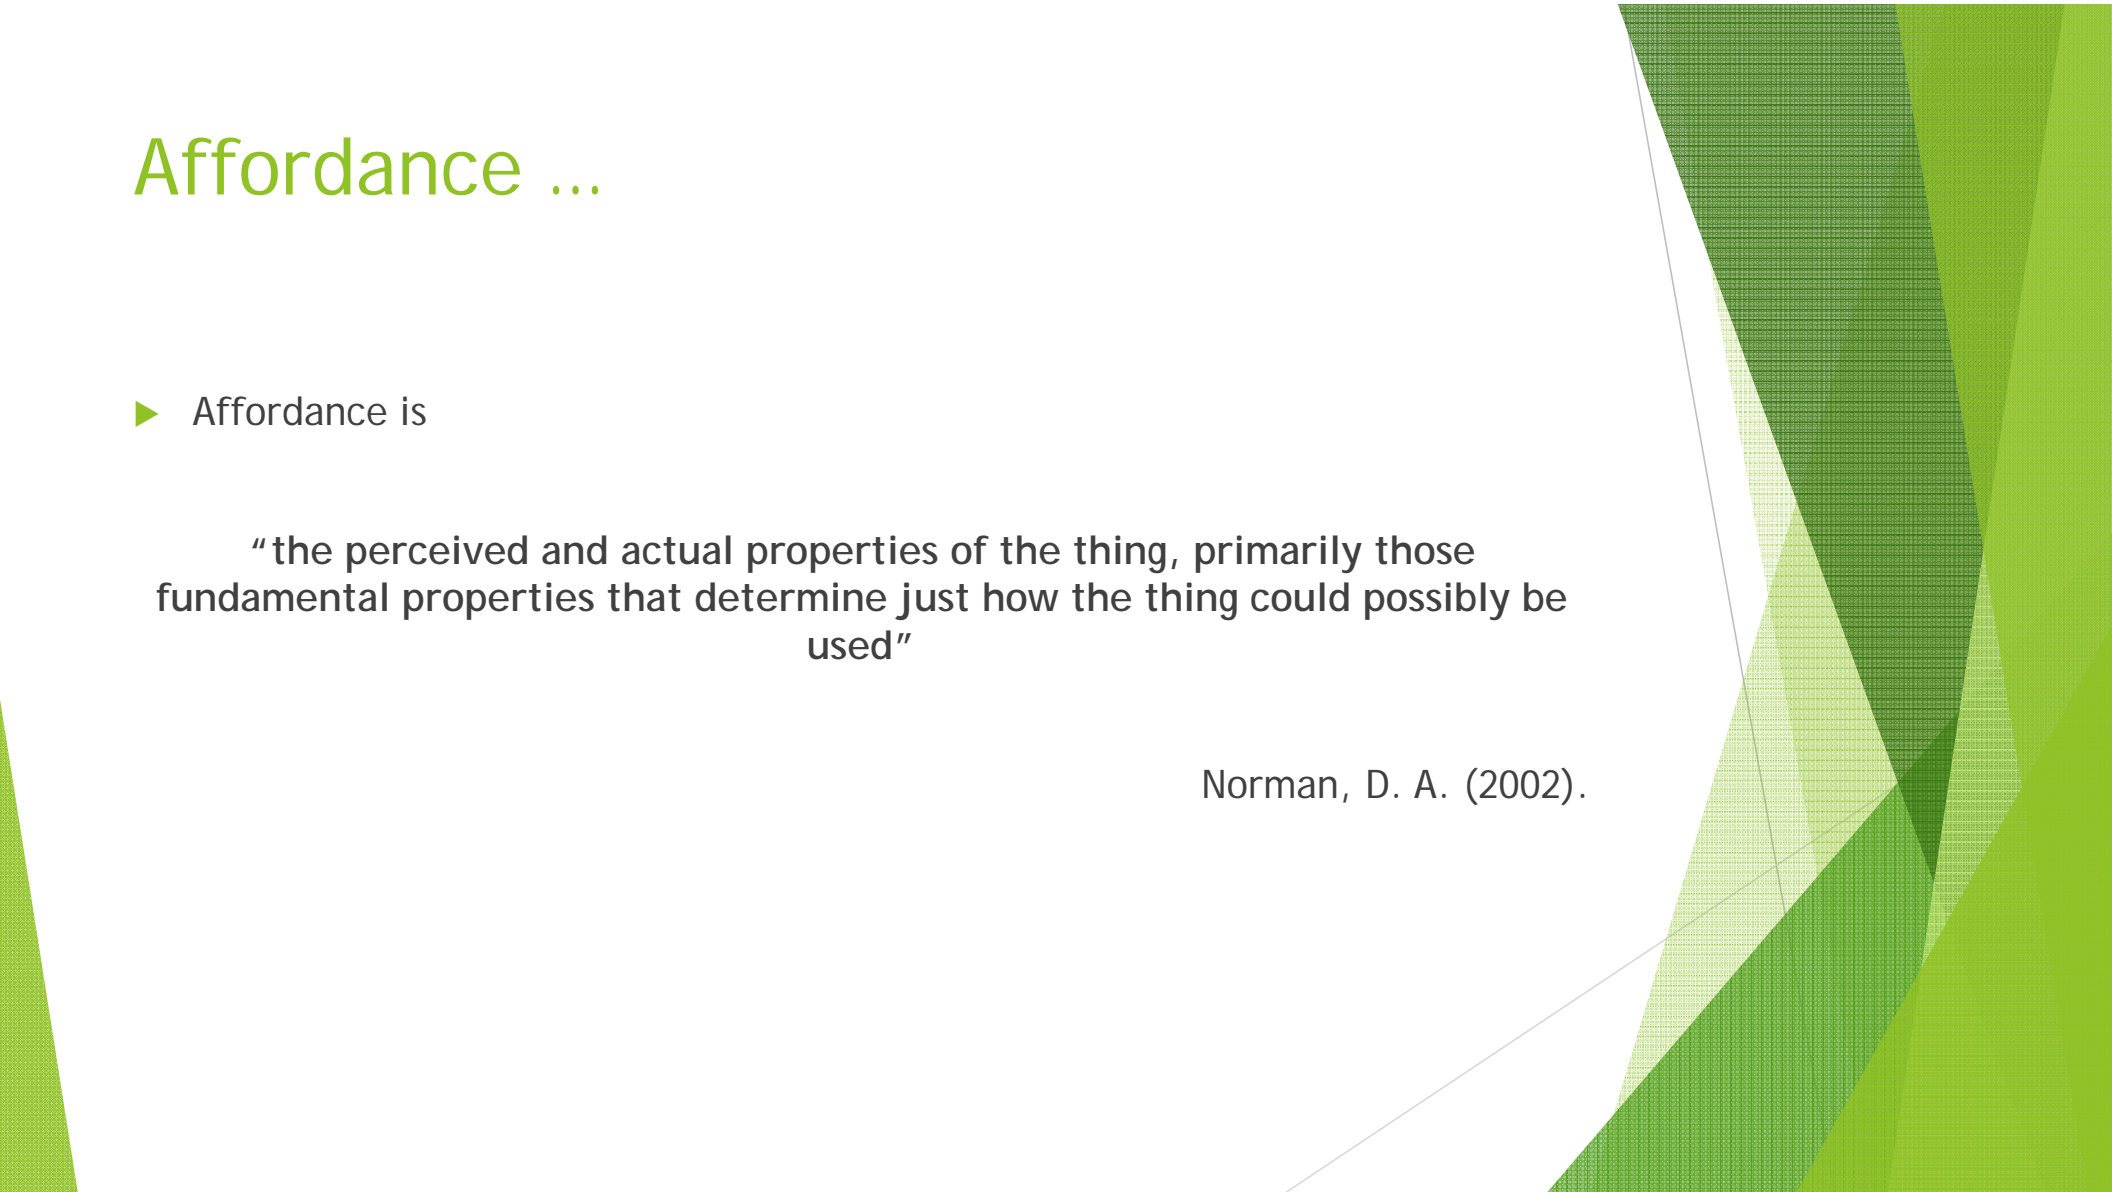 Affordance …
Affordance is
“the perceived and actual properties of the thing, primarily those
fundamental properties that determine just how the thing could possibly be
used”
Norman, D. A. (2002).